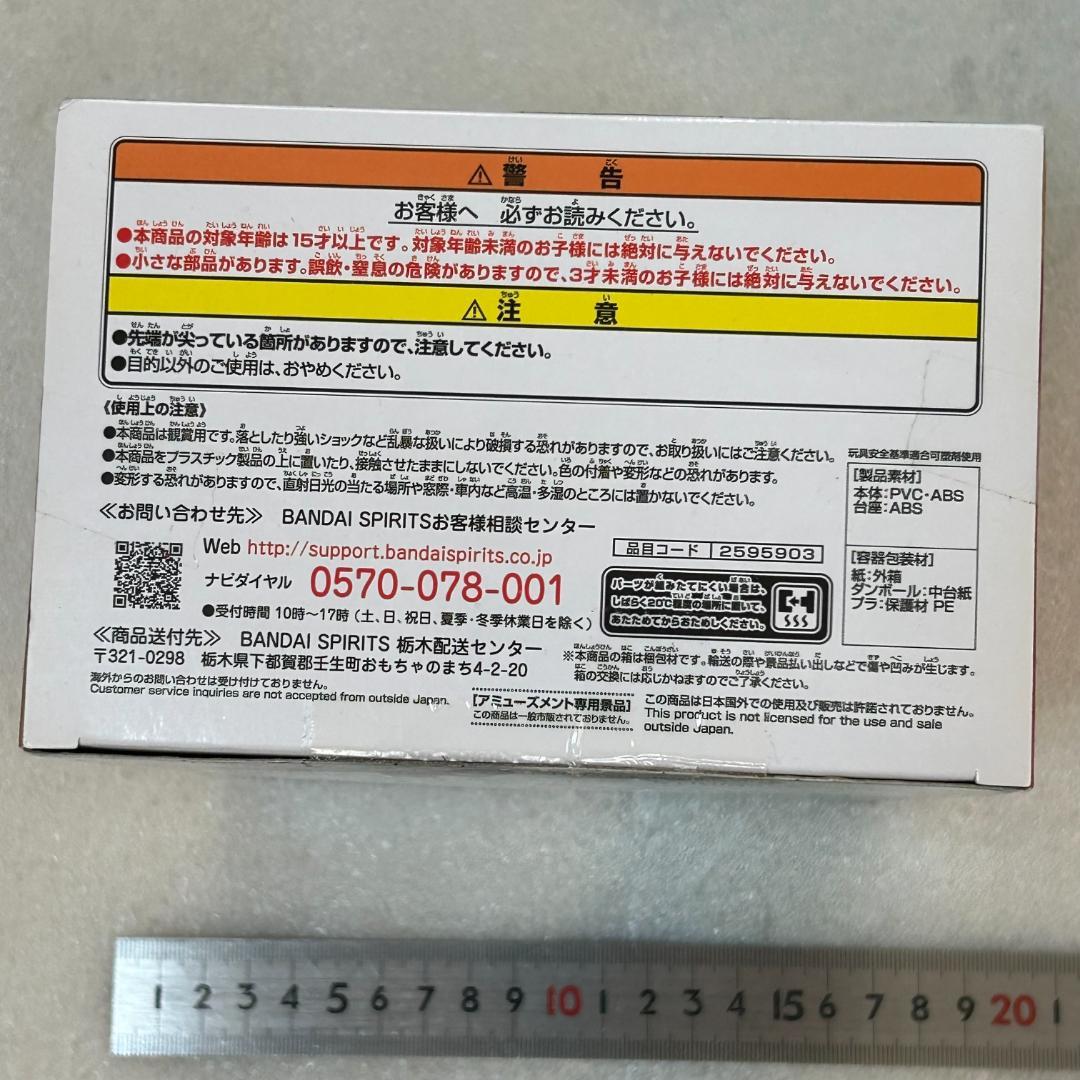 ⚠警告
お客様へ 必ずお読みください。
●本商品の対象年齢は15才以上です。対象年齢未満のお子様には絶対に与えないでください。
●小さな部品があります。誤飲・窒息の危険がありますので、3才未満のお子様には絶対に与えないでください。
⚠注意
●先端が尖っている箇所がありますので、注意してください。
●目的以外のご使用は、おやめください。
《使用上の注意》
●本商品は観賞用です。落としたり強いショックなど乱暴な扱いにより破損する恐れがありますので、お取り扱いにはご注意ください。
●本商品をプラスチック製品の上に置いたり、接触させたままにしないでください。色の付着や変形などの恐れがあります。
●変形する恐れがありますので、直射日光の当たる場所や窓際・車内など高温・多湿のところには置かないでください。
玩具安全基準適合可塑剤使用
[製品素材]
本体:PVC・ABS
台座:ABS
[容器包装材]
紙:外箱
ダンボール:中台紙
プラ:保護材 PE
≪お問い合わせ先≫ BANDAI SPIRITSお客様相談センター
Web http://support.bandaispirits.co.jp
ナビダイヤル 0570-078-001
●受付時間 10時〜17時(土、日、祝日、夏季・冬季休業日を除く)
品目コード 2595903
パーツが組みたてにくい場合は、
しばらく20℃程度の場所に置いて、
あたためてからおためしください。
≪商品送付先≫ BANDAI SPIRITS 栃木配送センター
〒321-0298 栃木県下都賀郡壬生町おもちゃのまち4-2-20
※本商品の箱は梱包材です。輸送の際や景品払い出しなどで傷や凹みが生じます。
箱の交換には応じかねますのでご了承ください。
海外からのお問い合わせは受け付けておりません。
Customer service inquiries are not accepted from outside Japan.
[アミューズメント専用景品]
この商品は一般市販されておりません。
この商品は日本国外での使用及び販売は許諾されておりません。
This product is not licensed for the use and sale
outside Japan.
1 2 3 4 5 6 7 8 9 10 1 2 3 4 15 6 7 8 9 20 1